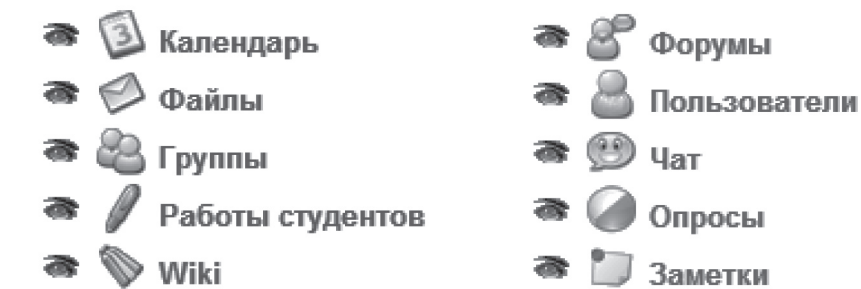 Календарь
Файлы
Группы
Работы студентов
Wiki
Форумы
Пользователи
Чат
Опросы
Заметки